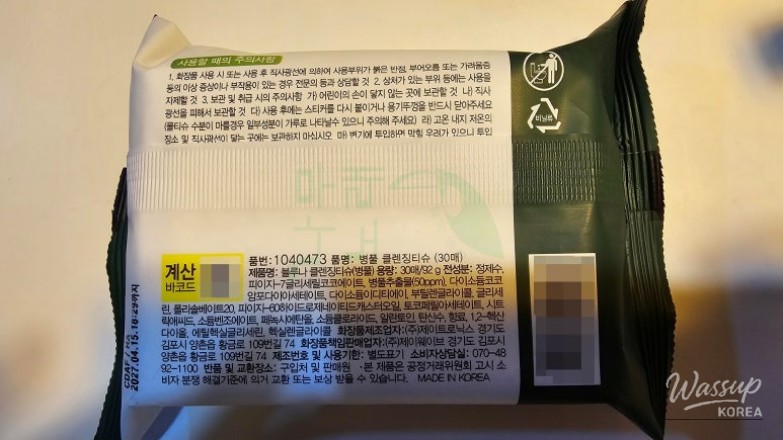 사용할 때의 주의사항
1. 화장품 사용 시 또는 사용 후 직사광선에 의하여 사용부위가 붉은 반점, 부어오름 또는 가려움증
등의 이상 증상이나 부작용이 있는 경우 전문의 등과 상담할 것 2. 상처가 있는 부위 등에는 사용을
자제할 것 3. 보관 및 취급 시의 주의사항 가) 어린이의 손이 닿지 않는 곳에 보관할 것 나) 직사
광선을 피해서 보관할 것 다) 사용 후에는 스티커를 다시 붙이거나 용기뚜껑을 반드시 닫아주세요
(물티슈 수분이 마를경우 일부성분이 가루로 나타날수 있으니 주의해 주세요) 라) 고온 내지 저온의
장소 및 직사광선이 닿는 곳에는 보관하지 마십시오 마) 변기에 투입하면 막힐 우려가 있으니 투입
비닐류
계산
바코드
품번: 1040473 품명: 병풀 클렌징티슈 (30매)
제품명: 블루나 클렌징티슈(병풀) 용량: 30매/92 g 전성분: 정제수,
피이지-7글리세릴코코에이트, 병풀추출물(50ppm), 다이소듐코코
암포다이아세테이트, 다이소듐이디티에이, 부틸렌글라이콜, 글리세
린, 폴리솔베이트20, 피이지-60하이드로제네이티드캐스터오일, 토코페릴아세테이트, 시트
릭애씨드, 소듐벤조에이트, 페녹시에탄올, 소듐클로라이드, 알란토인, 탄산수, 향료, 1,2-헥산
다이올, 에틸헥실글리세린, 헥실렌글라이콜 화장품제조업자: (주)제이트로닉스 경기도
김포시 양촌읍 황금로 109번길 74 화장품책임판매업자: (주)제이웨이브 경기도 김포시
양촌읍 황금로 109번길 74 제조번호 및 사용기한: 별도표기 소비자상담실: 070-48
92-1100 반품 및 교환장소: 구입처 및 판매원 ·본 제품은 공정거래위원회 고시 소
비자 분쟁 해결기준에 의거 교환 또는 보상 받을 수 있습니다. MADE IN KOREA
2027.04.15.18:29까지
Wassup
KOREA